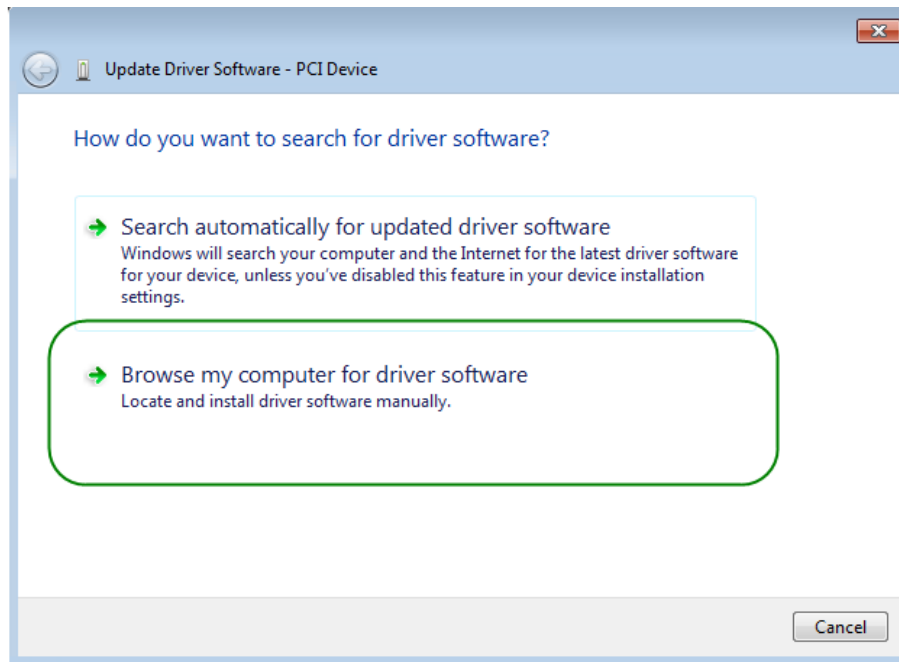 Update Driver Software - PCI Device
How do you want to search for driver software?
Search automatically for updated driver software
Windows will search your computer and the Internet for the latest driver software
for your device, unless you've disabled this feature in your device installation
settings.
Browse my computer for driver software
Locate and install driver software manually.
Cancel